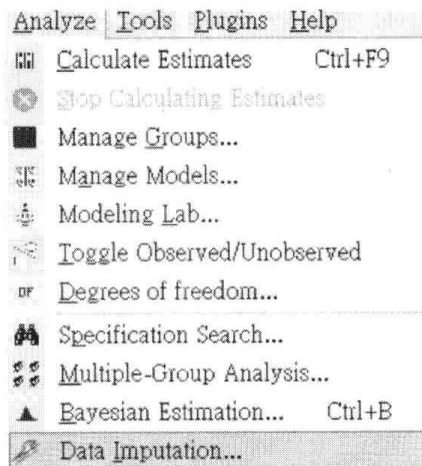 Analyze Tools Plugins Help
Calculate Estimates Ctrl+F9
Stop Calculating Estimates
Manage Groups...
Manage Models...
Modeling Lab...
Toggle Observed/Unobserved
DF Degrees of freedom...
Specification Search...
Multiple-Group Analysis...
Bayesian Estimation... Ctrl+B
Data Imputation...